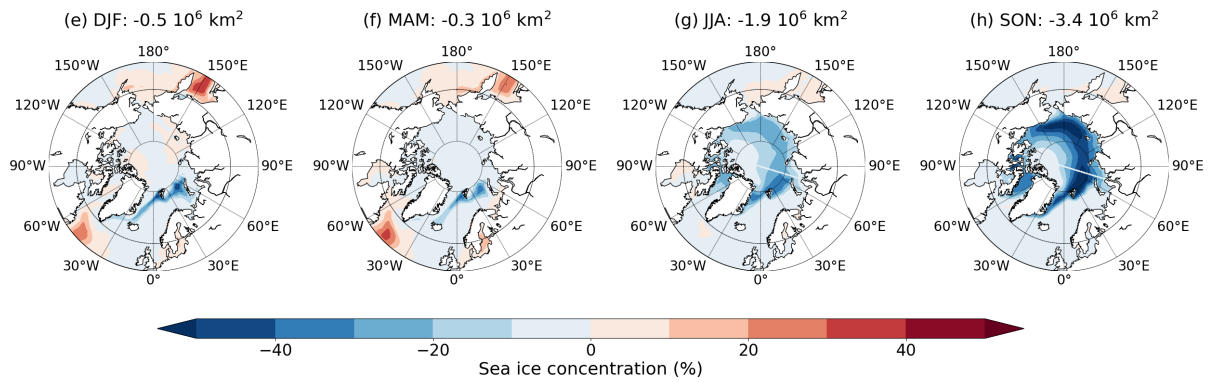 (e) DJF: -0.5 10⁶ km²
(f) MAM: -0.3 10⁶ km²
(g) JJA: -1.9 10⁶ km²
(h) SON: -3.4 10⁶ km²
180° 180° 180° 180°
150°W 150°E 150°W 150°E 150°W 150°E 150°W 150°E
120°W 120°E 120°W 120°E 120°W 120°E 120°W 120°E
90°W 90°E 90°W 90°E 90°W 90°E 90°W 90°E
60°W 60°E 60°W 60°E 60°W 60°E 60°W 60°E
30°W 30°E 30°W 30°E 30°W 30°E 30°W 30°E
0° 0° 0° 0°
−40 −20 0 20 40
Sea ice concentration (%)